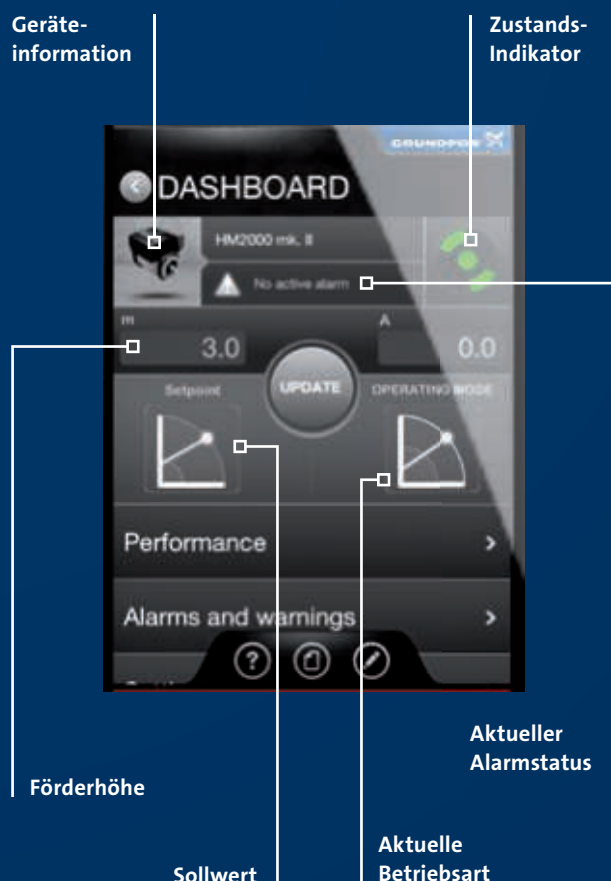 Geräte-
information
Zustands-
Indikator
GRUNDFOS
DASHBOARD
HM2000 mk. II
No active alarm
m
3.0
A
0.0
Setpoint
UPDATE
OPERATING MODE
Performance
Alarms and warnings
?
Aktueller
Alarmstatus
Förderhöhe
Aktuelle
Betriebsart
Sollwert